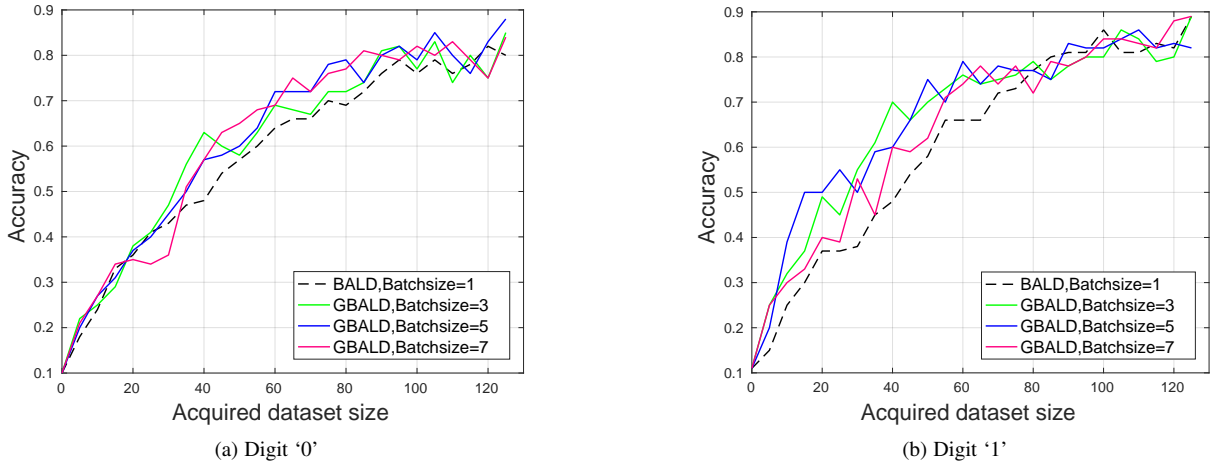 0.9
0.8
0.7
0.6
0.5
0.4
0.3
0.2
0.1
Accuracy
0 20 40 60 80 100 120
Acquired dataset size
BALD,Batchsize=1
GBALD,Batchsize=3
GBALD,Batchsize=5
GBALD,Batchsize=7
(a) Digit ‘0’
0.9
0.8
0.7
0.6
0.5
0.4
0.3
0.2
0.1
Accuracy
0 20 40 60 80 100 120
Acquired dataset size
BALD,Batchsize=1
GBALD,Batchsize=3
GBALD,Batchsize=5
GBALD,Batchsize=7
(b) Digit ‘1’